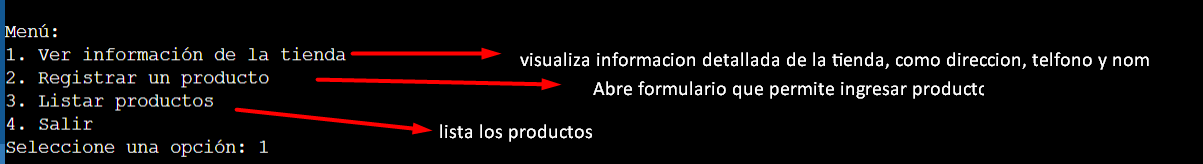 Menú:
1. Ver información de la tienda
visualiza informacion detallada de la tienda, como direccion, telfono y nom
2. Registrar un producto
Abre formulario que permite ingresar productc
3. Listar productos
4. Salir
lista los productos
Seleccione una opción: 1